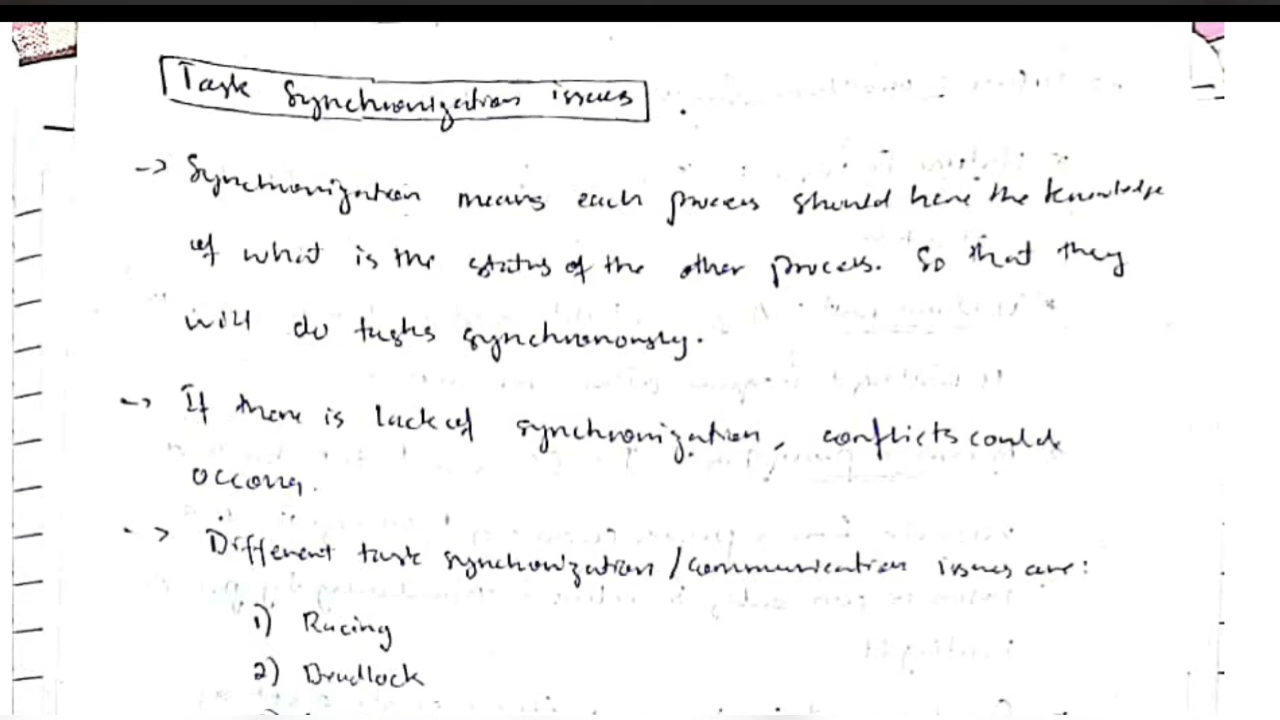 Task Synchronization issues
-> Synchronization means each process should have the knowledge
of what is the status of the other process. So that they
will do tasks synchronously.
-> If there is lack of synchronization, conflicts could
occour.
-> Different task synchonization/communication issues are:
1) Racing
2) Deadlock